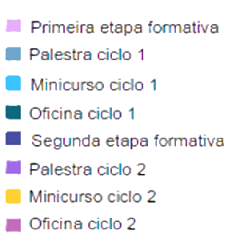 Primeira etapa formativa
Palestra ciclo 1
Minicurso ciclo 1
Oficina ciclo 1
Segunda etapa formativa
Palestra ciclo 2
Minicurso ciclo 2
Oficina ciclo 2